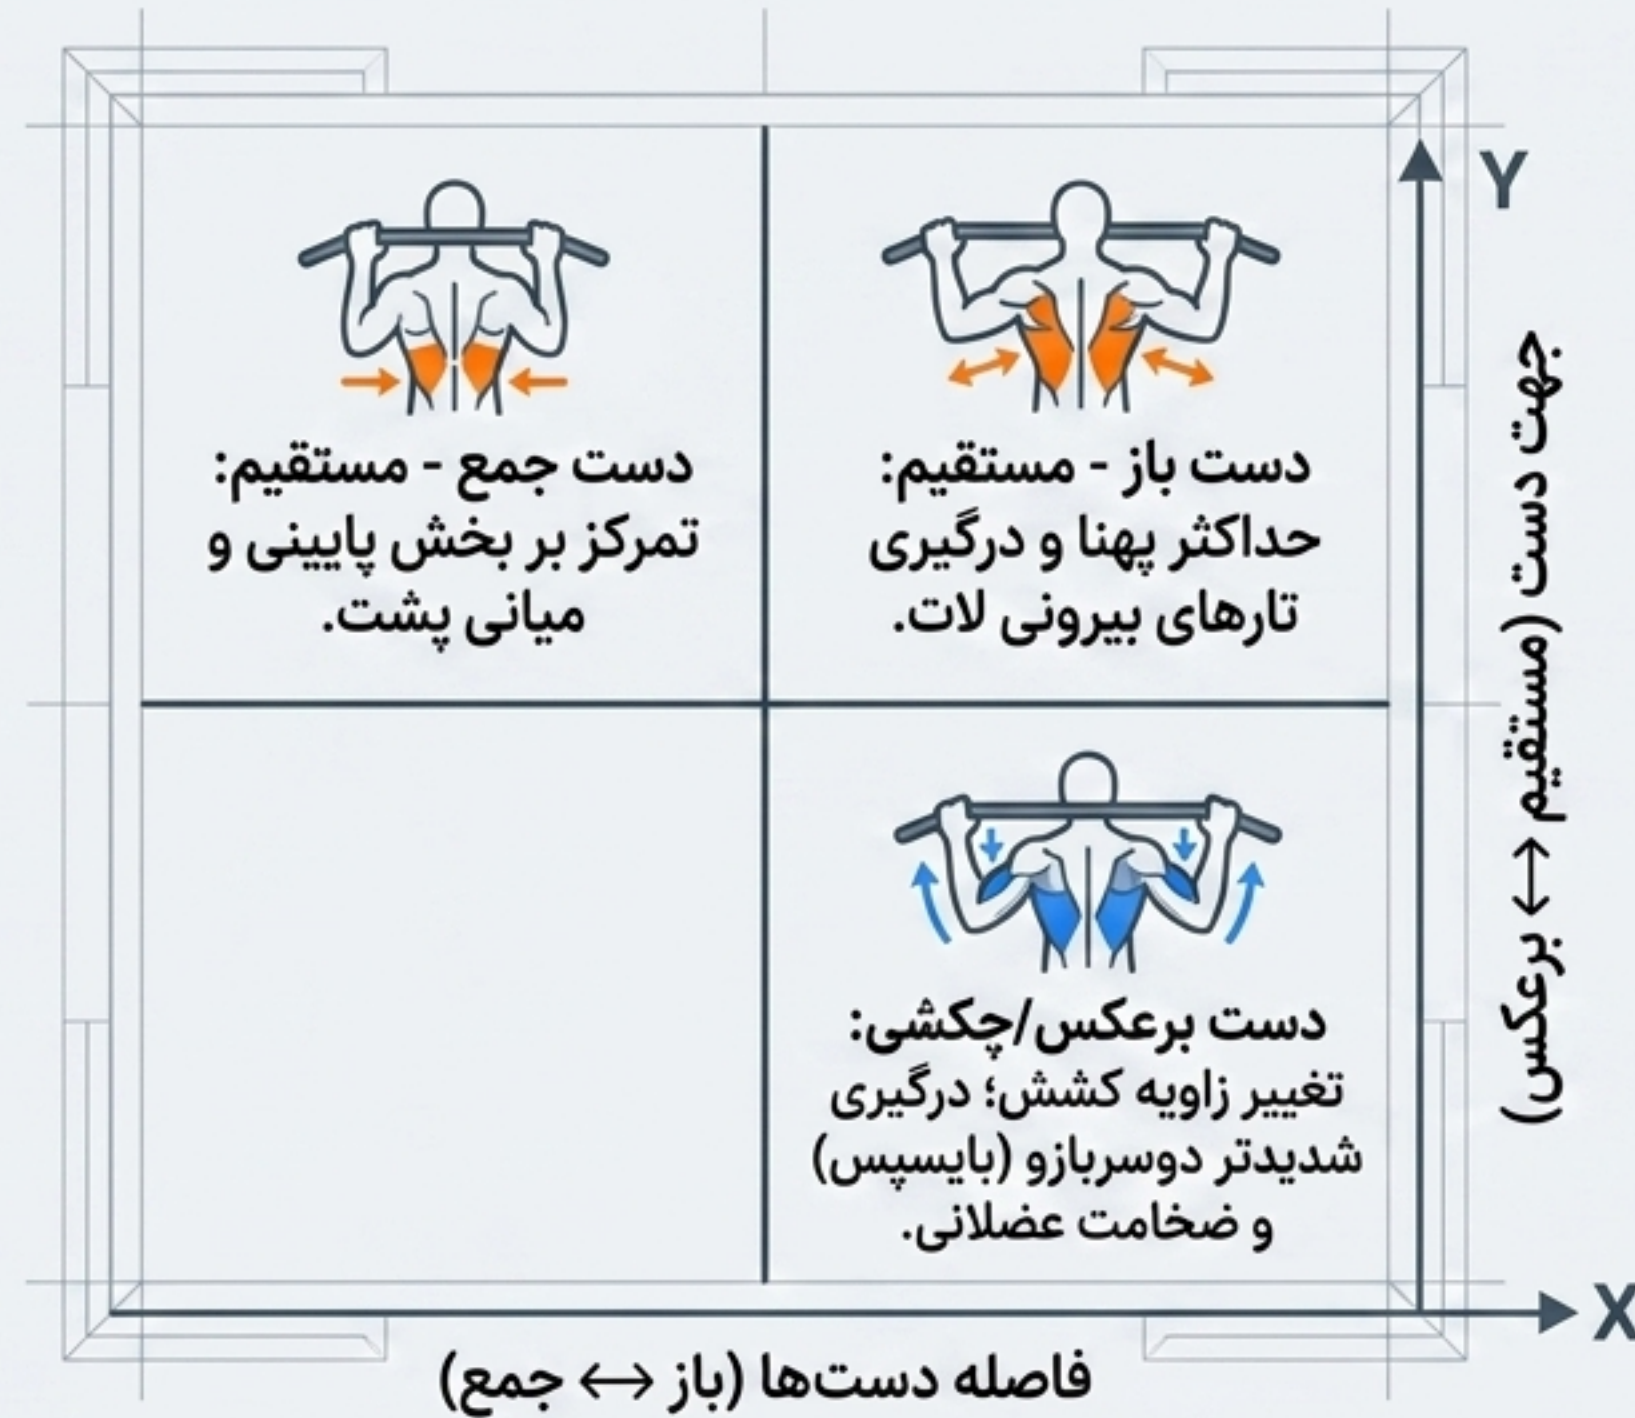 Y
دست باز - مستقیم:
حداکثر پهنا و درگیری
تارهای بیرونی لات.
دست جمع - مستقیم:
تمرکز بر بخش پایینی و
میانی پشت.
جهت دست (مستقیم ↔ برعکس)
دست برعکس/چکشی:
تغییر زاویه کشش؛ درگیری
شدیدتر دوسربازو (بایسپس)
و ضخامت عضلانی.
X
فاصله دست‌ها (باز ↔ جمع)